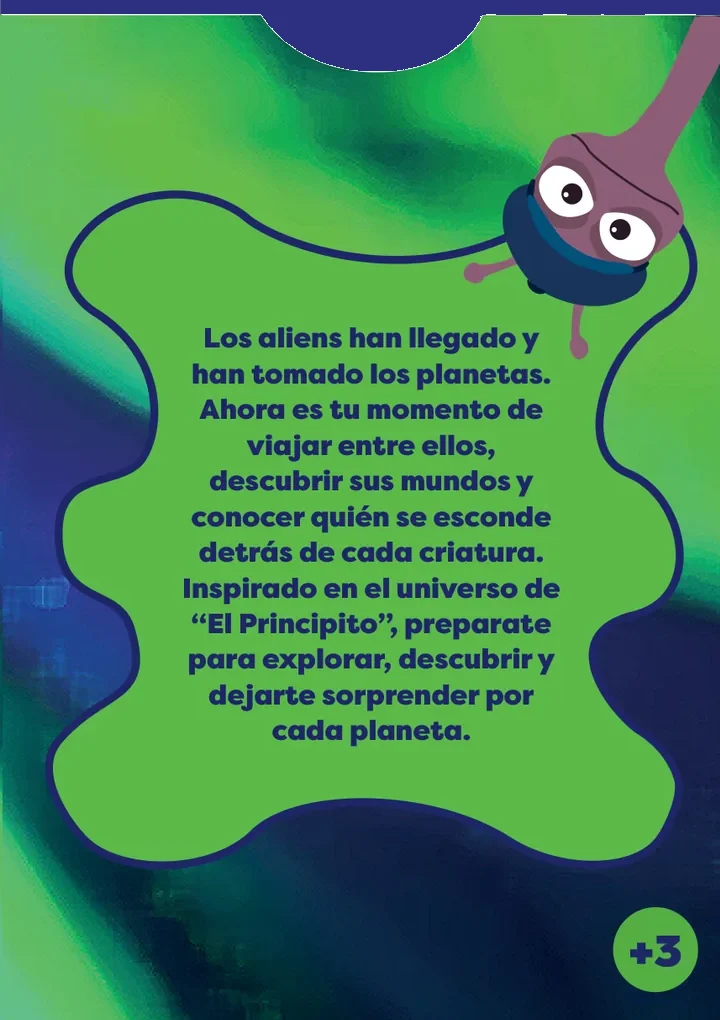 Los aliens han llegado y
han tomado los planetas.
Ahora es tu momento de
viajar entre ellos,
descubrir sus mundos y
conocer quién se esconde
detrás de cada criatura.
Inspirado en el universo de
“El Principito”, preparate
para explorar, descubrir y
dejarte sorprender por
cada planeta.
+3